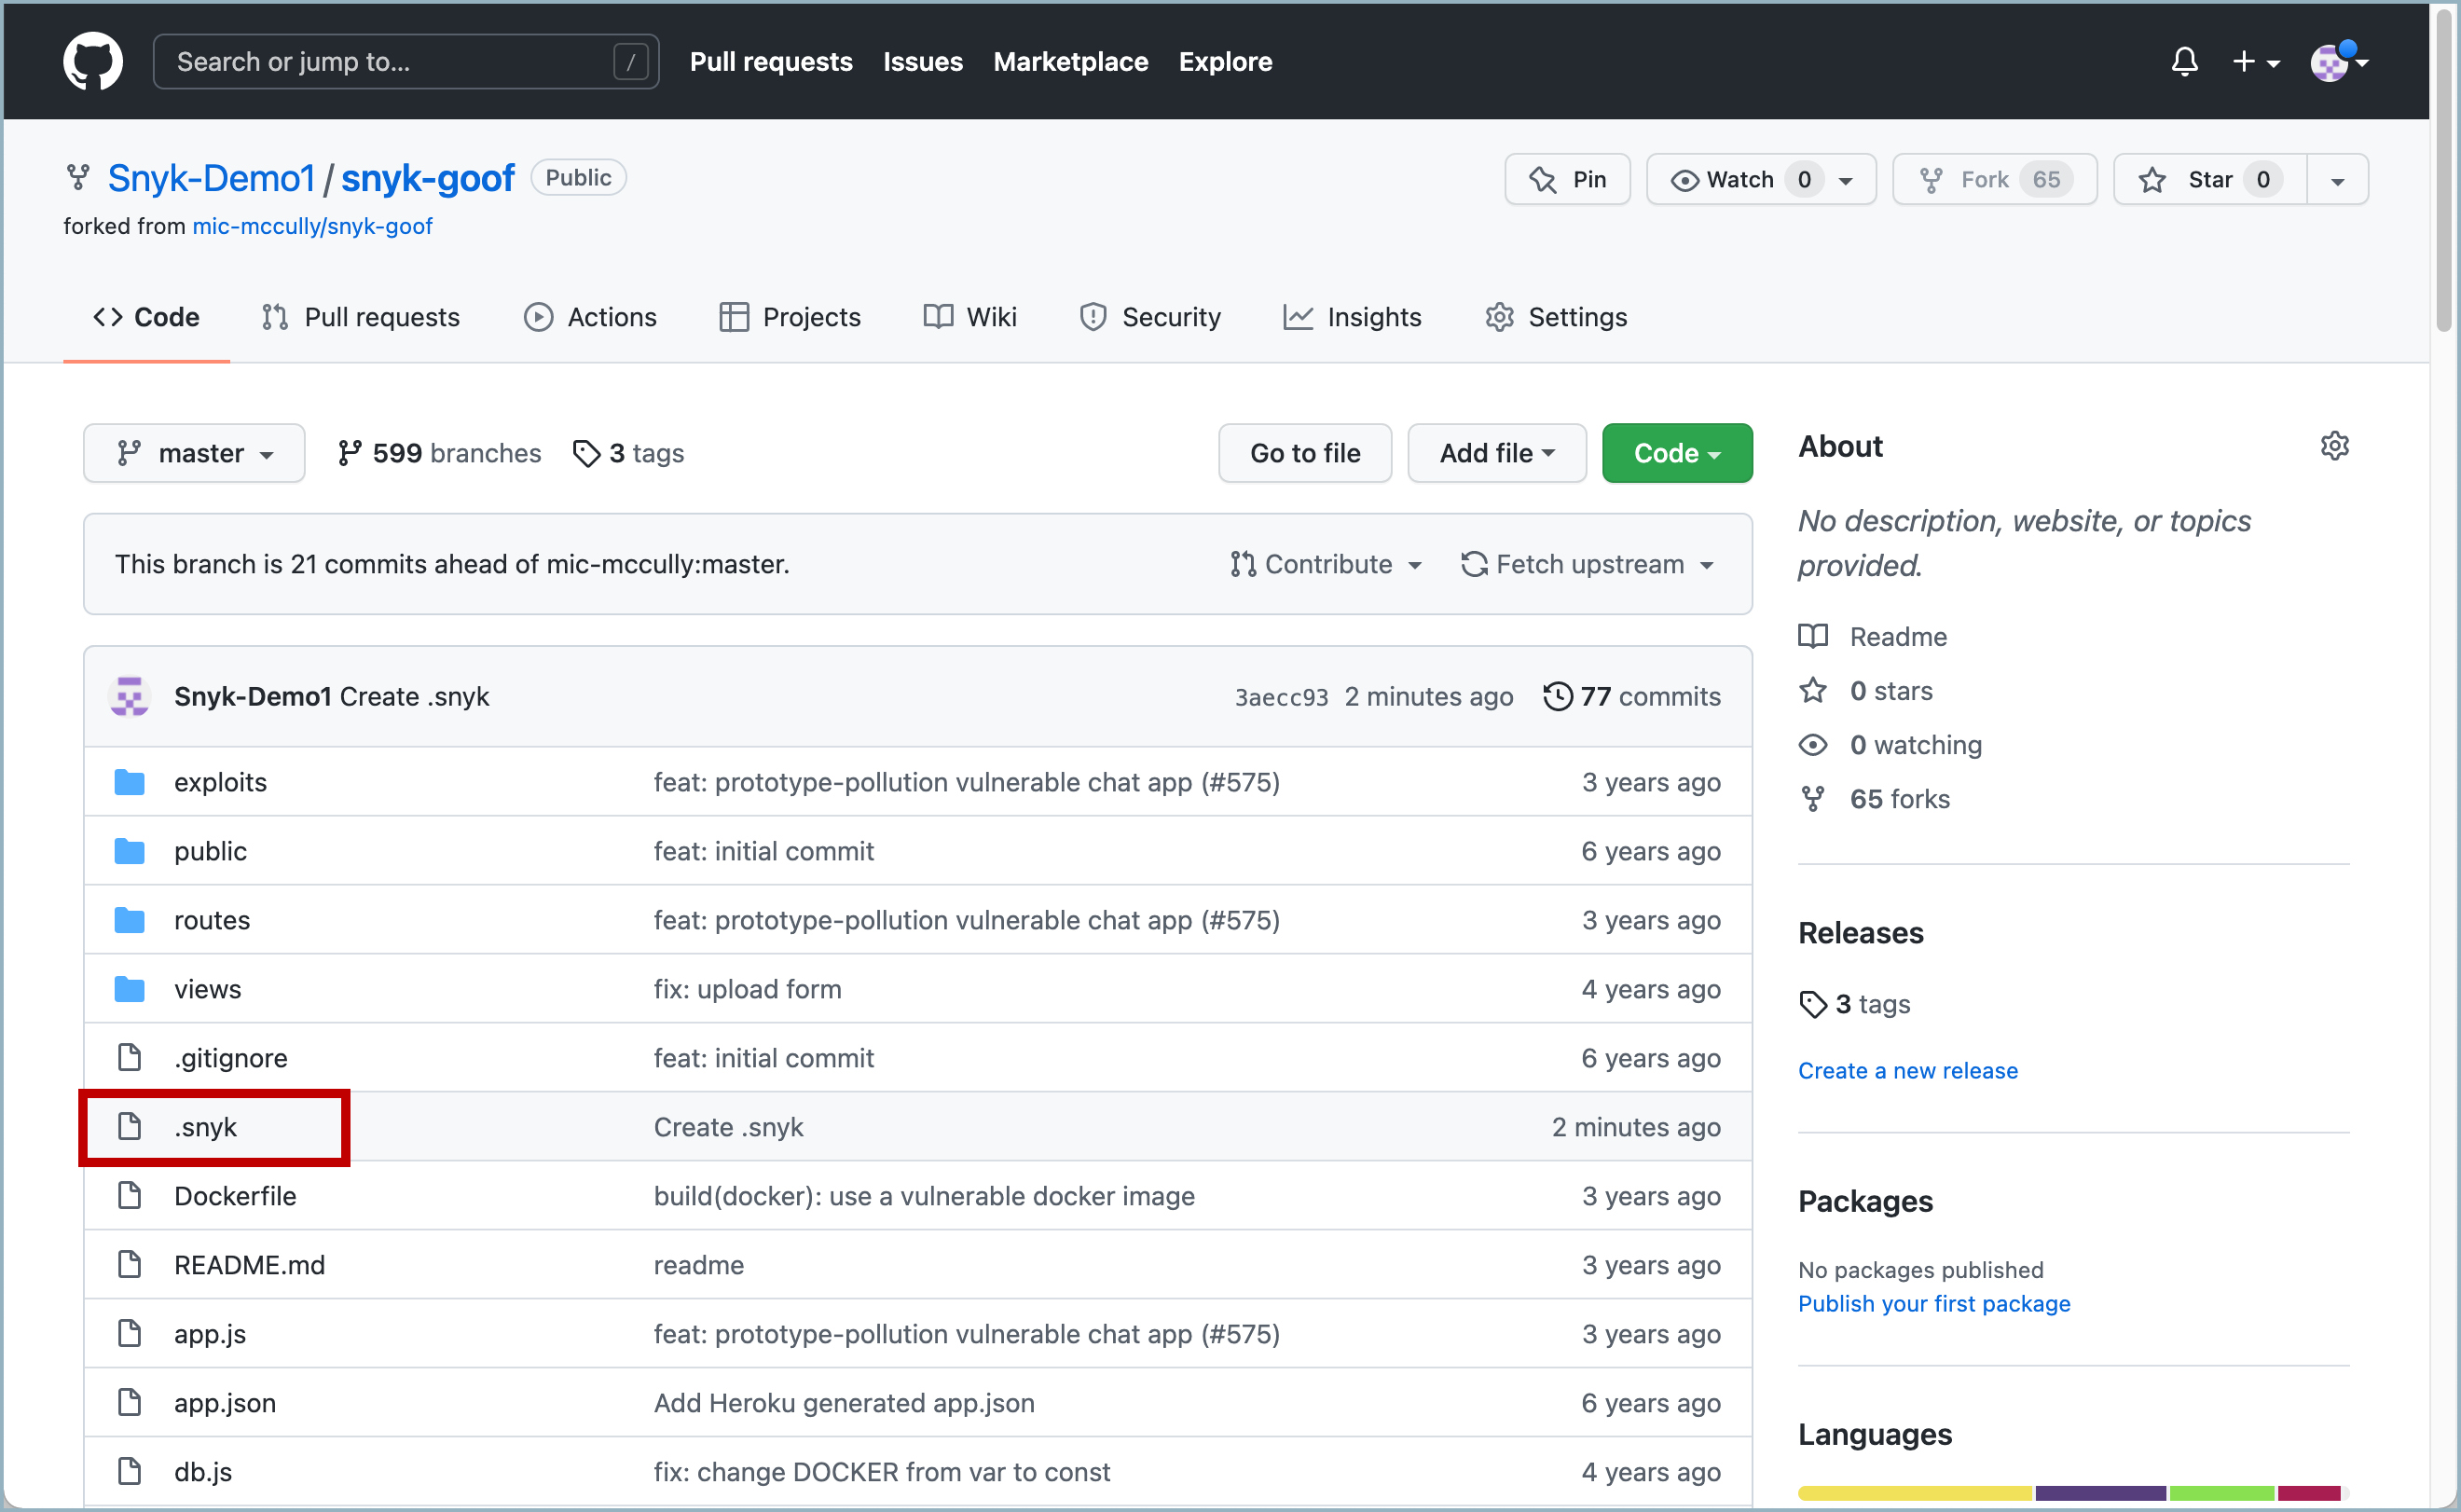 Search or jump to... / Pull requests Issues Marketplace Explore
Snyk-Demo1 / snyk-goof Public
Pin Watch 0 Fork 65 Star 0
forked from mic-mccully/snyk-goof
Code Pull requests Actions Projects Wiki Security Insights Settings
master 599 branches 3 tags Go to file Add file Code
This branch is 21 commits ahead of mic-mccully:master. Contribute Fetch upstream
Snyk-Demo1 Create .snyk 3aecc93 2 minutes ago 77 commits
exploits feat: prototype-pollution vulnerable chat app (#575) 3 years ago
public feat: initial commit 6 years ago
routes feat: prototype-pollution vulnerable chat app (#575) 3 years ago
views fix: upload form 4 years ago
.gitignore feat: initial commit 6 years ago
.snyk Create .snyk 2 minutes ago
Dockerfile build(docker): use a vulnerable docker image 3 years ago
README.md readme 3 years ago
app.js feat: prototype-pollution vulnerable chat app (#575) 3 years ago
app.json Add Heroku generated app.json 6 years ago
db.js fix: change DOCKER from var to const 4 years ago
About
No description, website, or topics
provided.
Readme
0 stars
0 watching
65 forks
Releases
3 tags
Create a new release
Packages
No packages published
Publish your first package
Languages